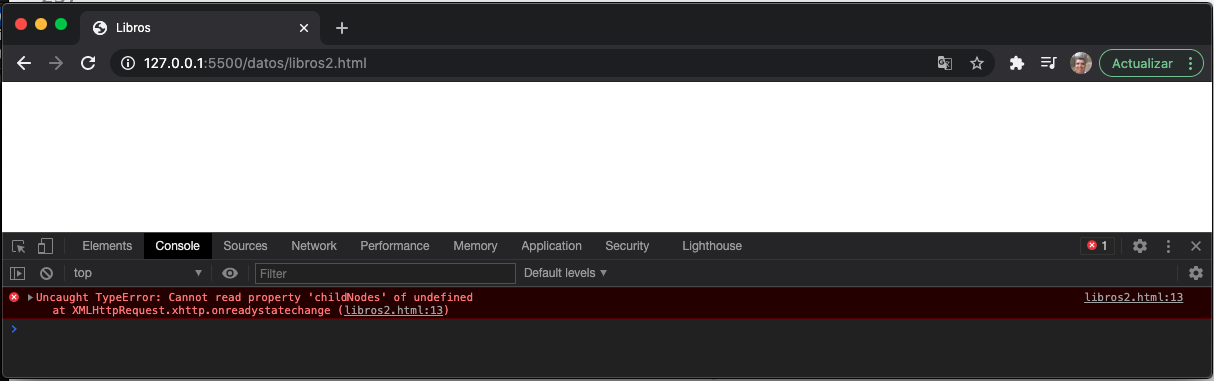 Libros
127.0.0.1:5500/datos/libros2.html
Actualizar
Elements Console Sources Network Performance Memory Application Security Lighthouse 1
top Filter Default levels
Uncaught TypeError: Cannot read property 'childNodes' of undefined libros2.html:13
at XMLHttpRequest.xhttp.onreadystatechange (libros2.html:13)